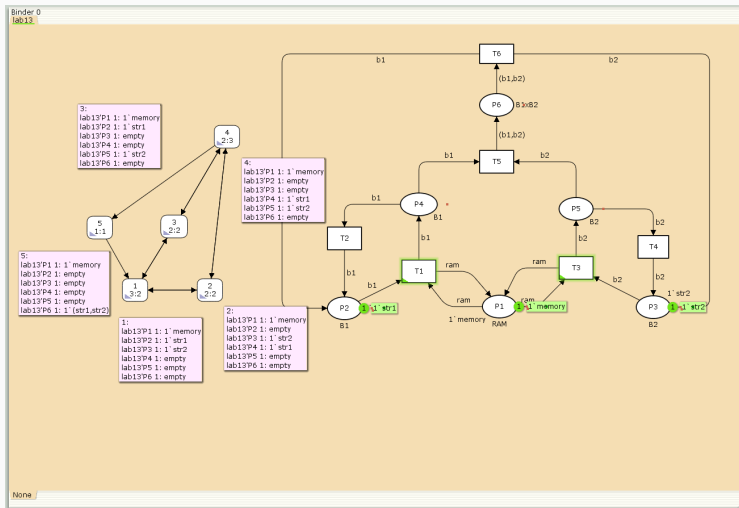 Binder 0
lab13
T6
b1
b2
(b1,b2)
P6
B1xB2
(b1,b2)
3:
lab13'P1 1: 1`memory
lab13'P2 1: 1`str1
lab13'P3 1: empty
lab13'P4 1: empty
lab13'P5 1: 1`str2
lab13'P6 1: empty
4
2:3
4:
lab13'P1 1: 1`memory
lab13'P2 1: empty
lab13'P3 1: empty
lab13'P4 1: 1`str1
lab13'P5 1: 1`str2
lab13'P6 1: empty
T5
b1
b2
b1
P4
B1
P5
B2
b2
5
1:1
3
2:2
T2
b1
b2
T4
5:
lab13'P1 1: 1`memory
lab13'P2 1: empty
lab13'P3 1: empty
lab13'P4 1: empty
lab13'P5 1: empty
lab13'P6 1: 1`(str1,str2)
1
3:2
2
2:2
b1
b1
T1
ram
ram
T3
b2
b2
1:
lab13'P1 1: 1`memory
lab13'P2 1: 1`str1
lab13'P3 1: 1`str2
lab13'P4 1: empty
lab13'P5 1: empty
lab13'P6 1: empty
2:
lab13'P1 1: 1`memory
lab13'P2 1: empty
lab13'P3 1: 1`str2
lab13'P4 1: 1`str1
lab13'P5 1: empty
lab13'P6 1: empty
P2
1
1`str1
B1
ram
ram
P1
1
1`memory
1`memory
RAM
1`str2
P3
1
1`str2
B2
None